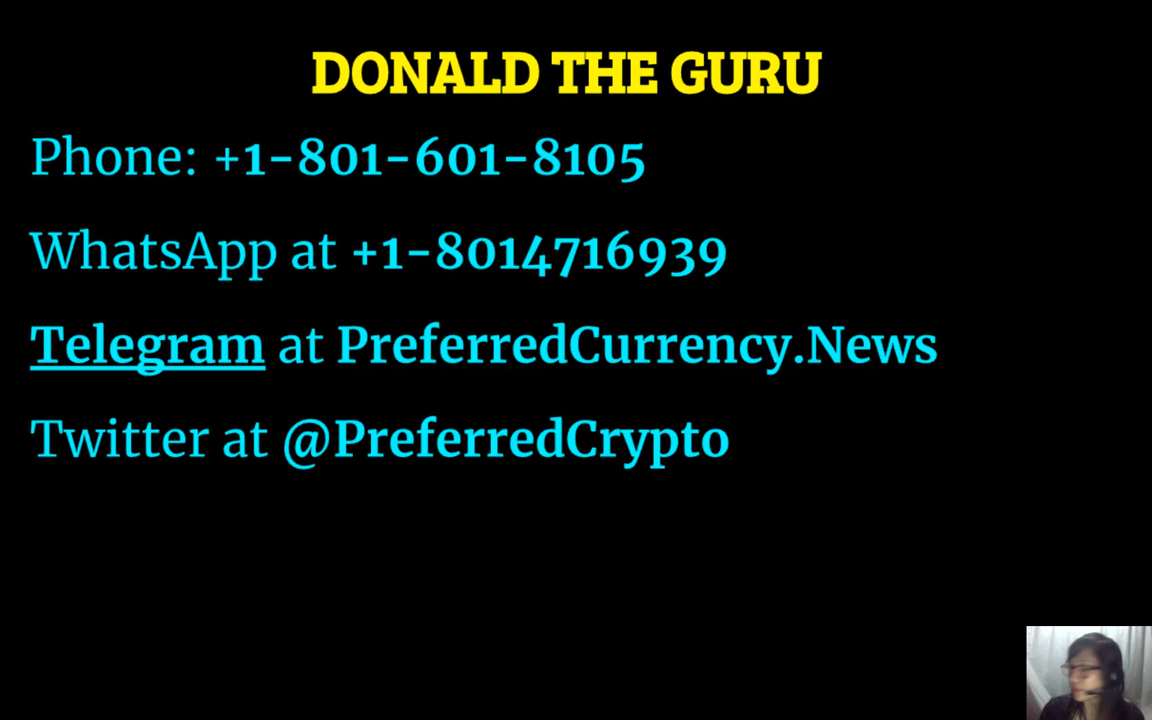 DONALD THE GURU
Phone: +1-801-601-8105
WhatsApp at +1-8014716939
Telegram at PreferredCurrency.News
Twitter at @PreferredCrypto